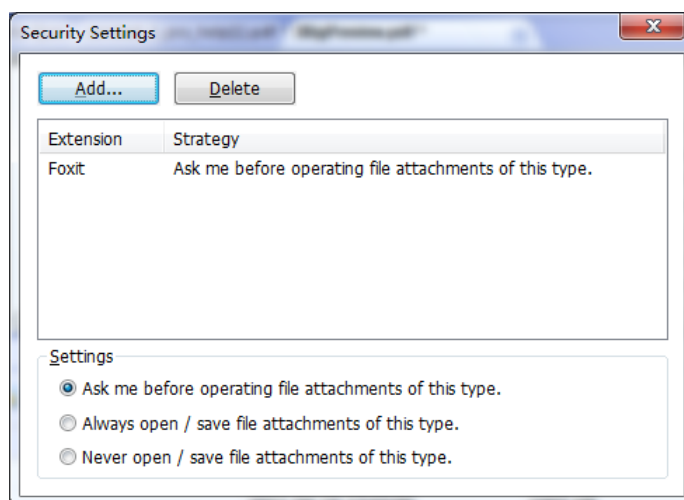 Security Settings
Add... Delete
Extension Strategy
Foxit Ask me before operating file attachments of this type.
Settings
Ask me before operating file attachments of this type.
Always open / save file attachments of this type.
Never open / save file attachments of this type.